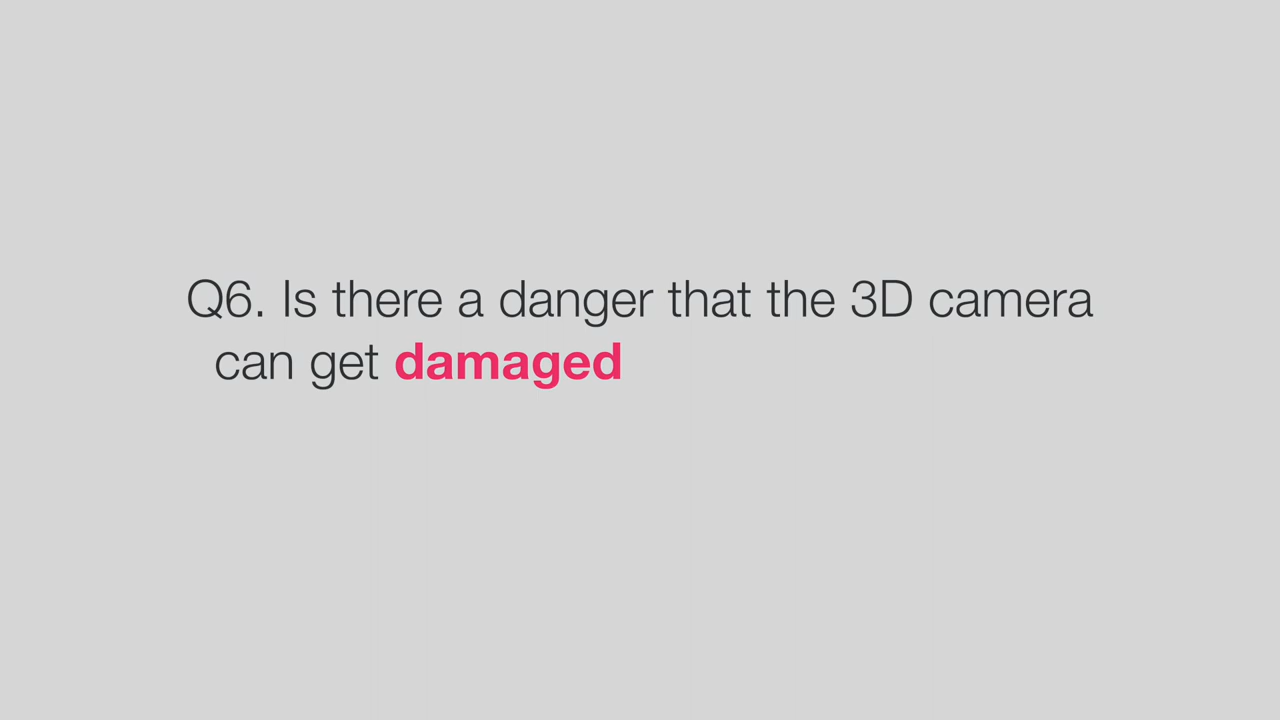 Q6. Is there a danger that the 3D camera
can get damaged